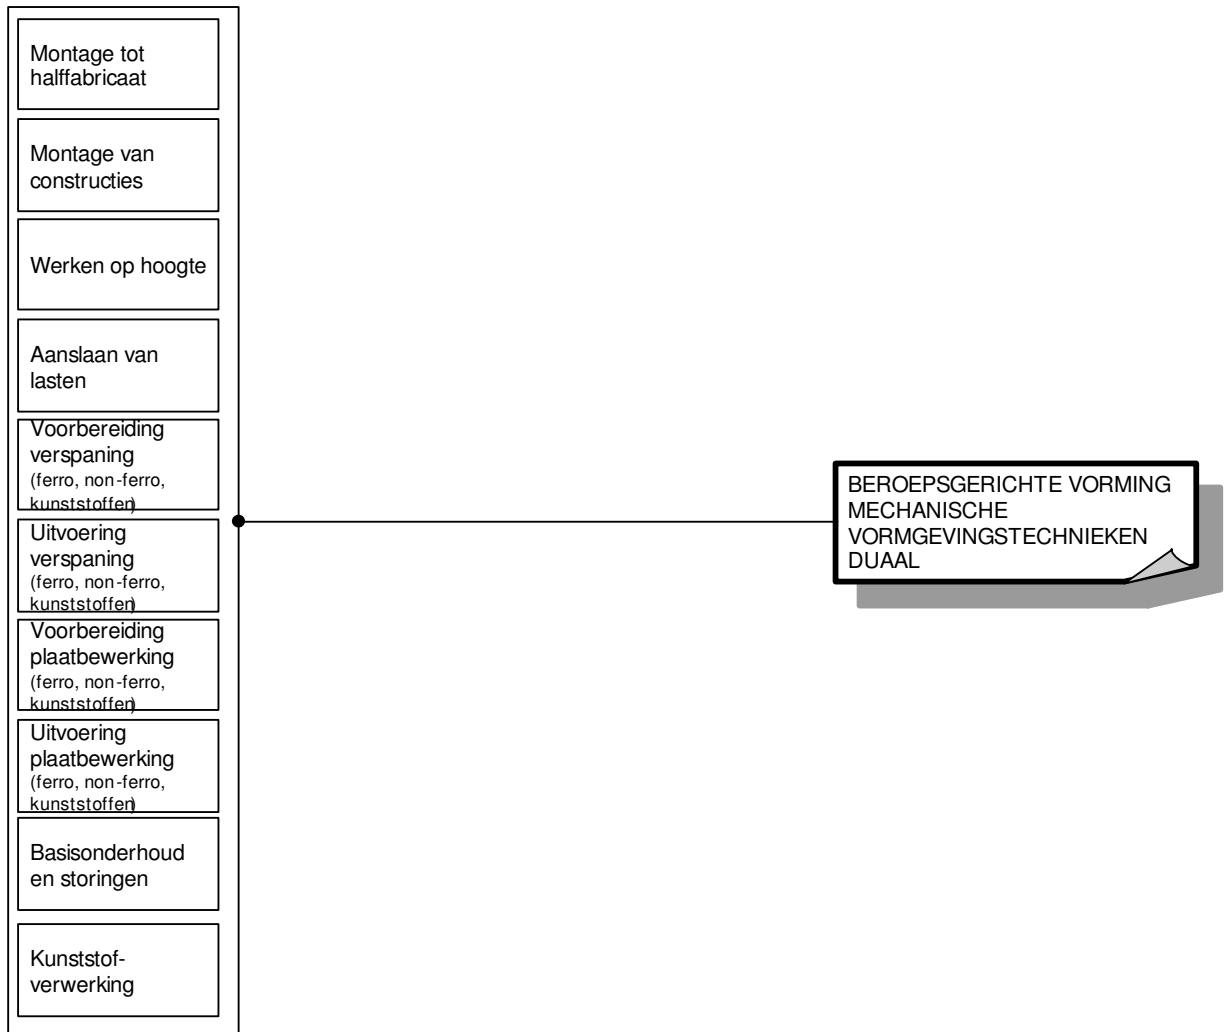 Montage tot
halffabricaat
Montage van
constructies
Werken op hoogte
Aanslaan van
lasten
Voorbereiding
verspaning
(ferro, non-ferro,
kunststoffen)
Uitvoering
verspaning
(ferro, non-ferro,
kunststoffen)
Voorbereiding
plaatbewerking
(ferro, non-ferro,
kunststoffen)
Uitvoering
plaatbewerking
(ferro, non-ferro,
kunststoffen)
Basisonderhoud
en storingen
Kunststof-
verwerking
BEROEPSGERICHTE VORMING
MECHANISCHE
VORMGEVINGSTECHNIEKEN
DUAAL